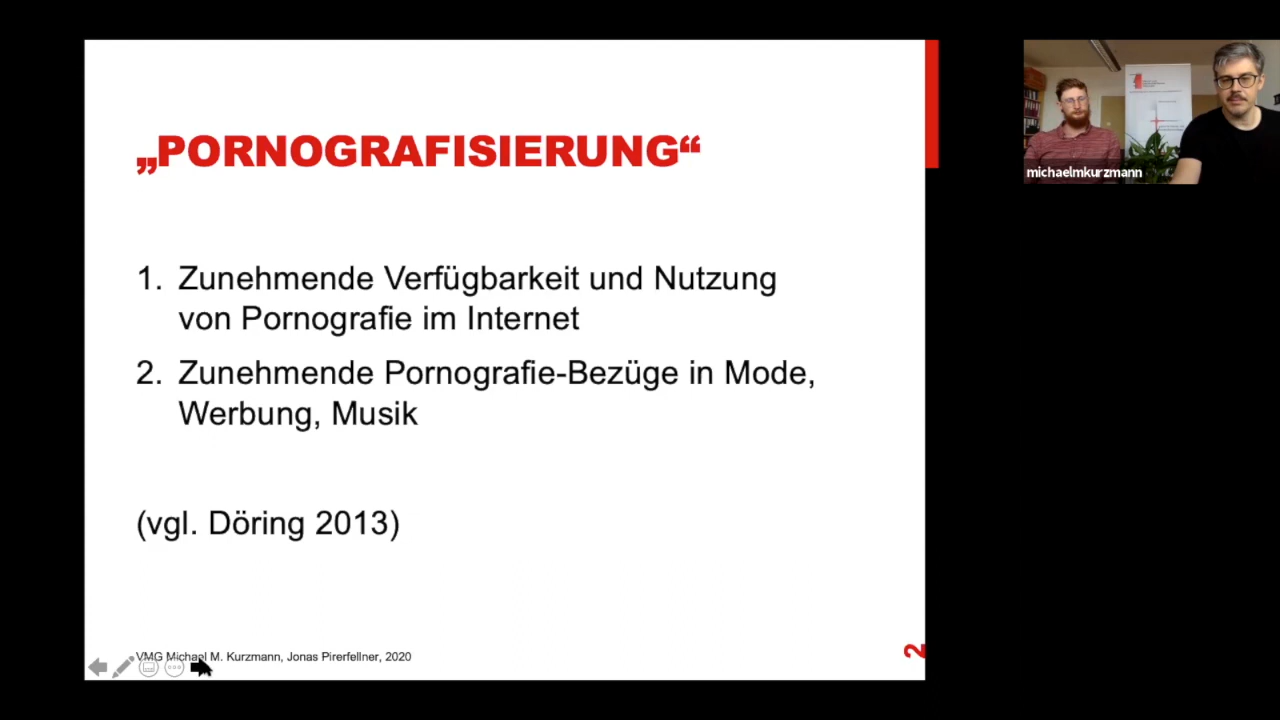 „PORNOGRAFISIERUNG“
1. Zunehmende Verfügbarkeit und Nutzung
von Pornografie im Internet
2. Zunehmende Pornografie-Bezüge in Mode,
Werbung, Musik
(vgl. Döring 2013)
VMG Michael M. Kurzmann, Jonas Pirerfellner, 2020
2
michaelmkurzmann